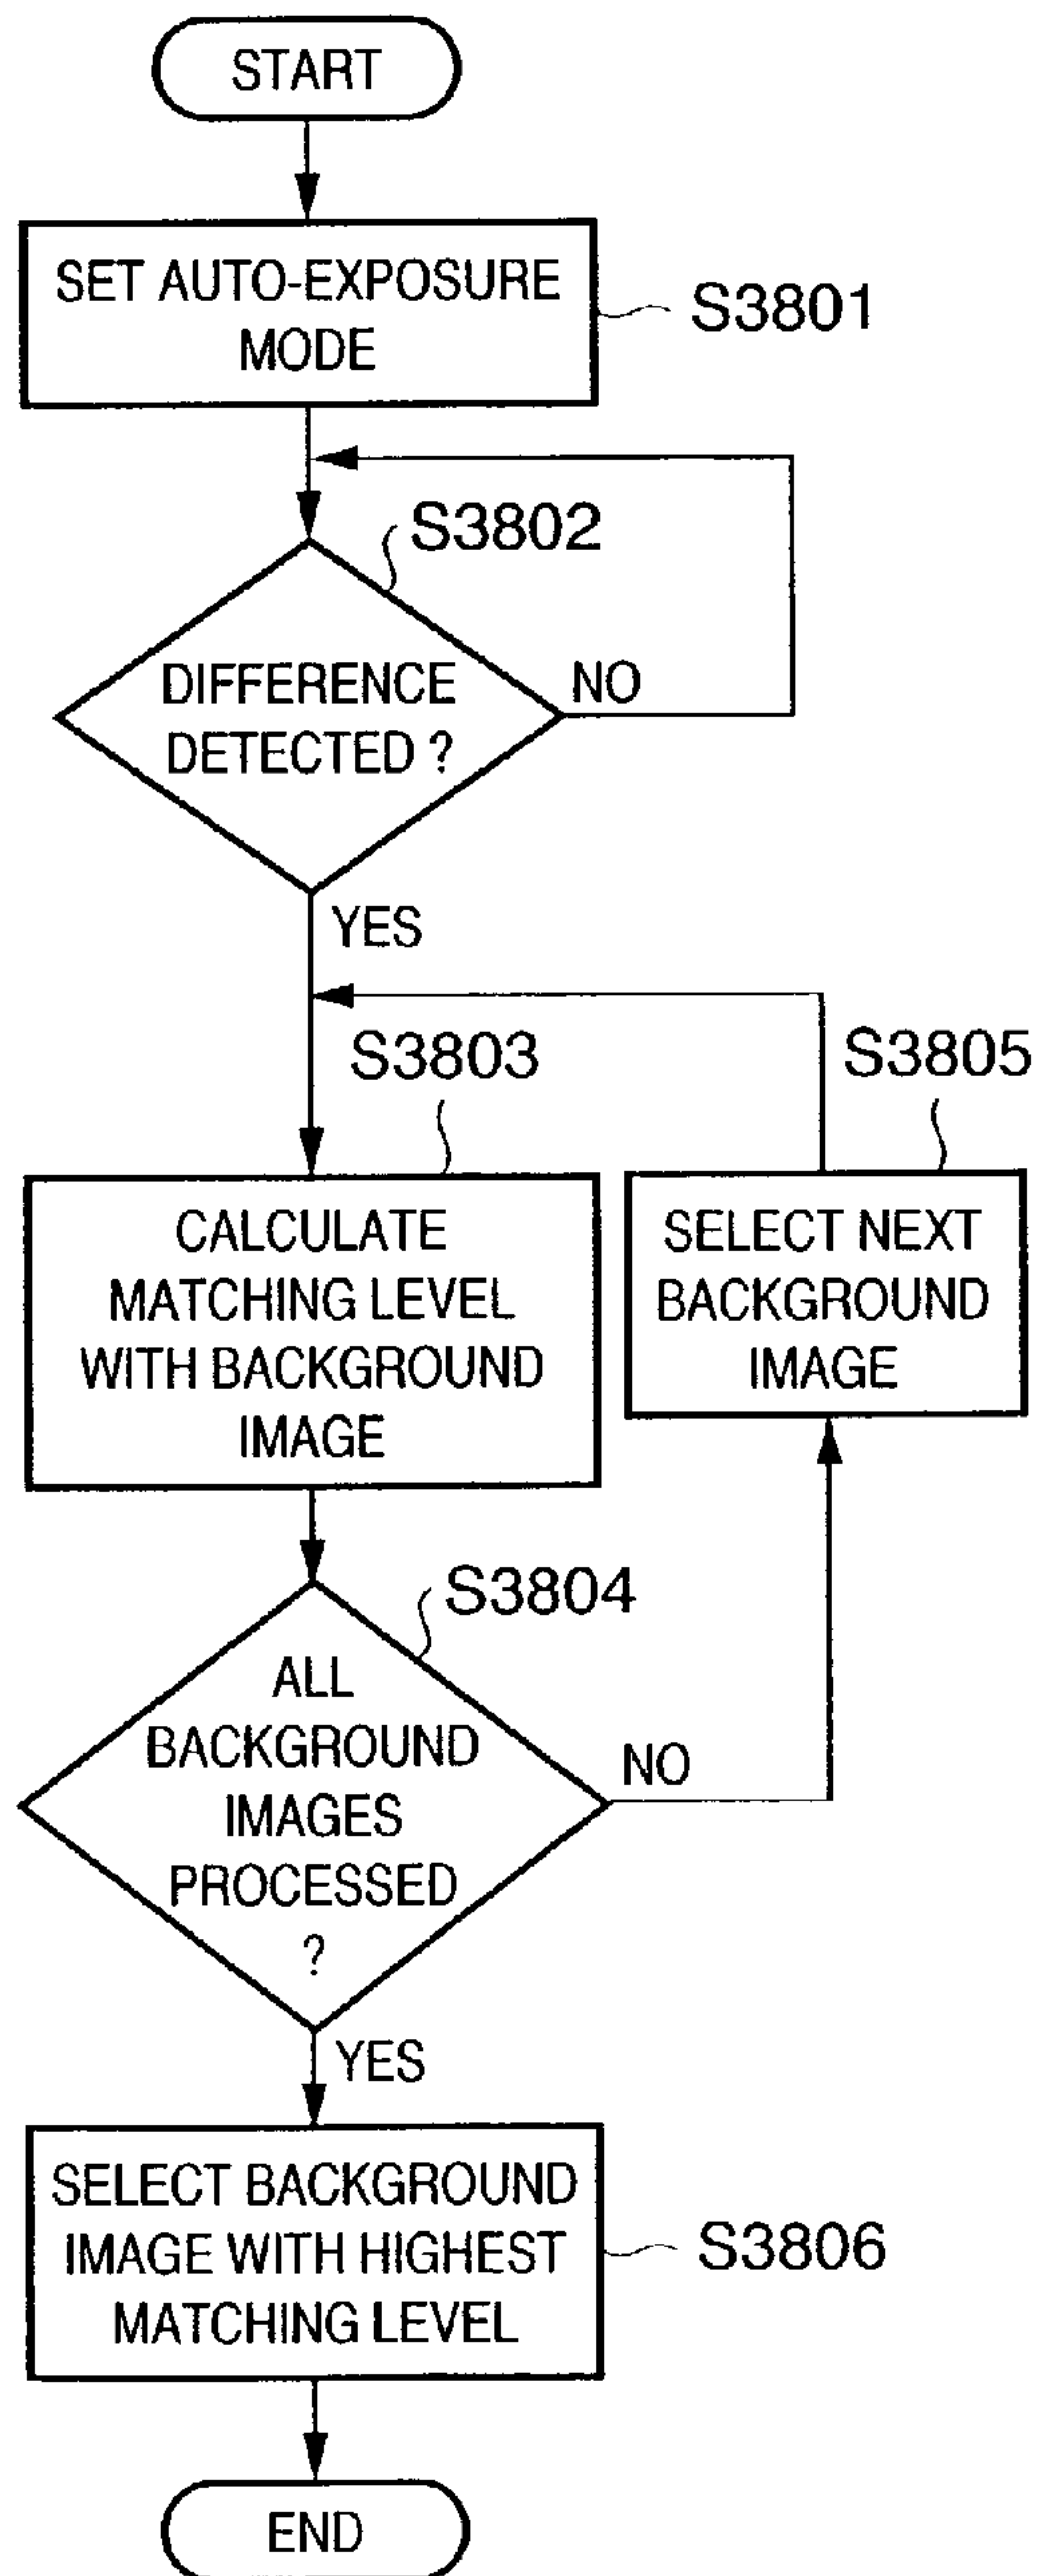 START
SET AUTO-EXPOSURE
MODE
S3801
S3802
DIFFERENCE
DETECTED ?
NO
YES
S3803
S3805
CALCULATE
MATCHING LEVEL
WITH BACKGROUND
IMAGE
SELECT NEXT
BACKGROUND
IMAGE
S3804
ALL
BACKGROUND
IMAGES
PROCESSED
?
NO
YES
SELECT BACKGROUND
IMAGE WITH HIGHEST
MATCHING LEVEL
S3806
END